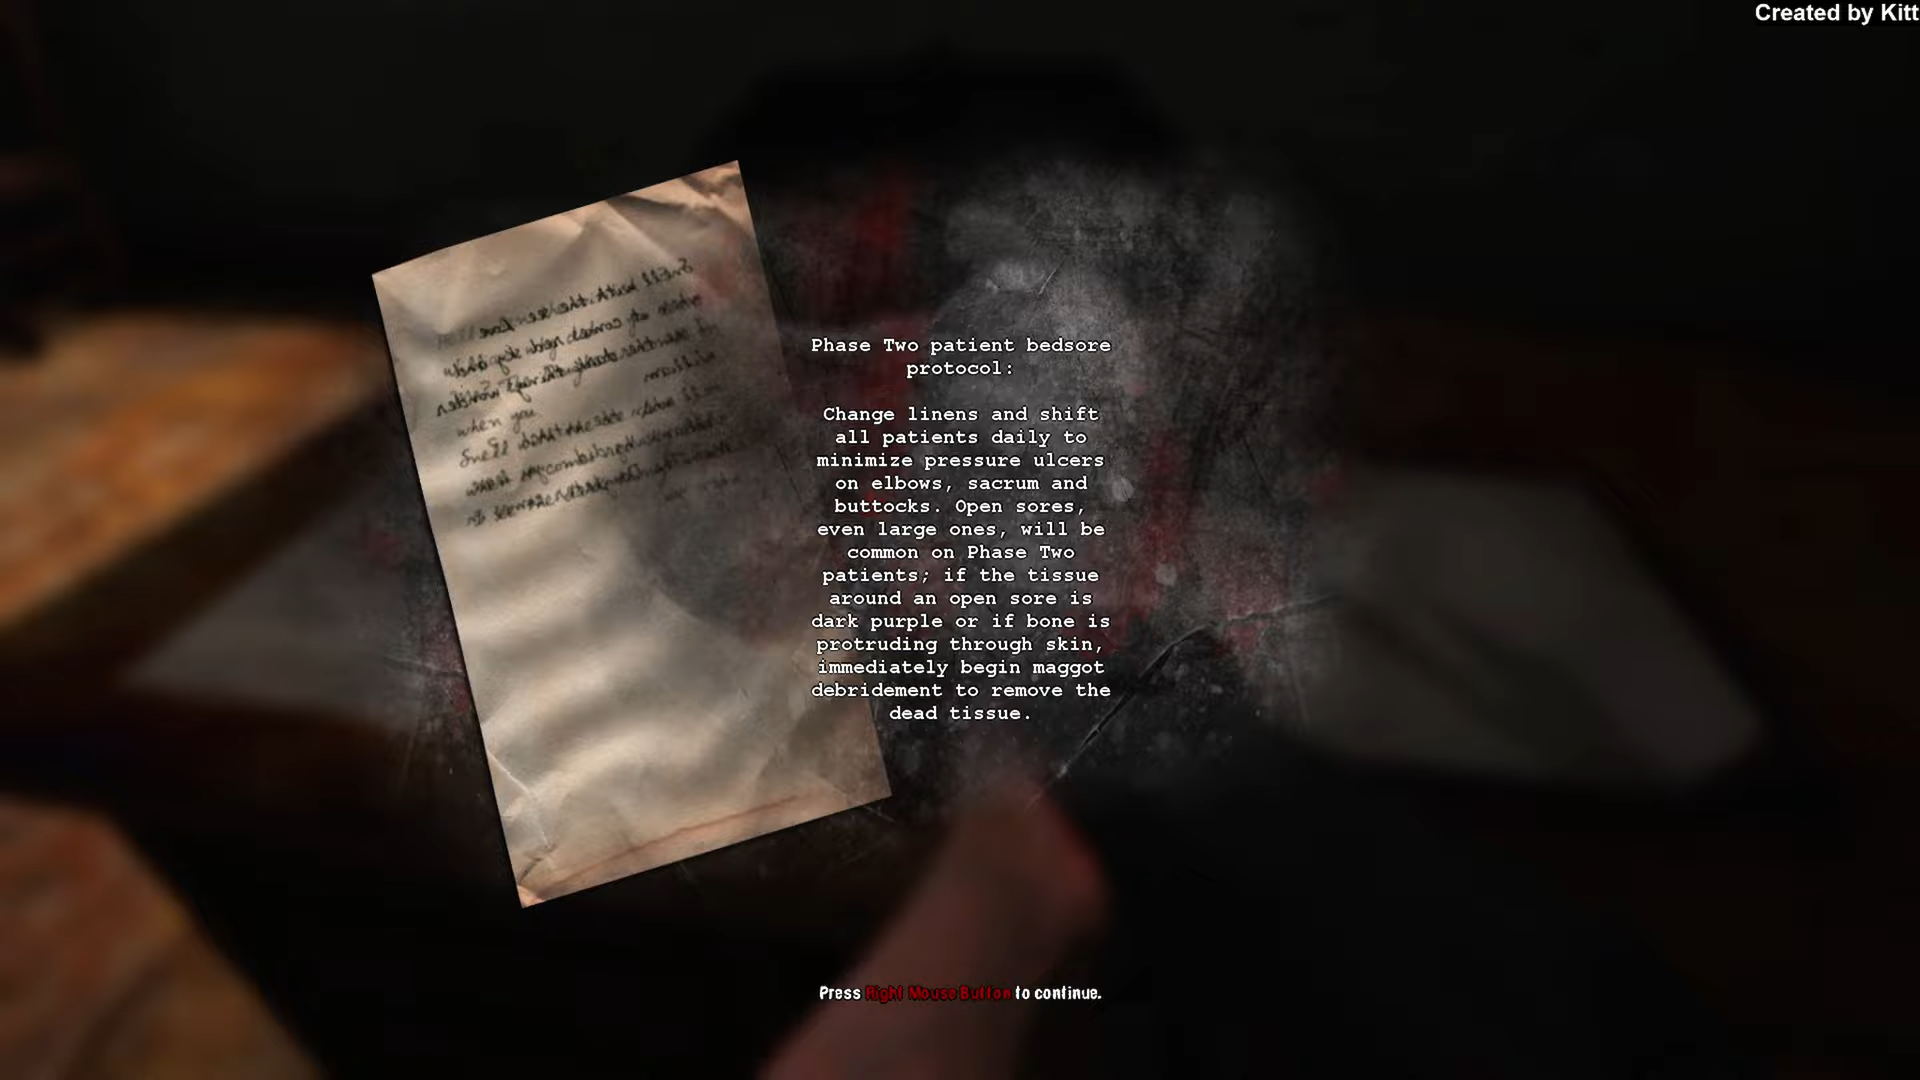 Created by Kitt
Phase Two patient bedsore
protocol:
Change linens and shift
all patients daily to
minimize pressure ulcers
on elbows, sacrum and
buttocks. Open sores,
even large ones, will be
common on Phase Two
patients; if the tissue
around an open sore is
dark purple or if bone is
protruding through skin,
immediately begin maggot
debridement to remove the
dead tissue.
Press Right Mouse Button to continue.